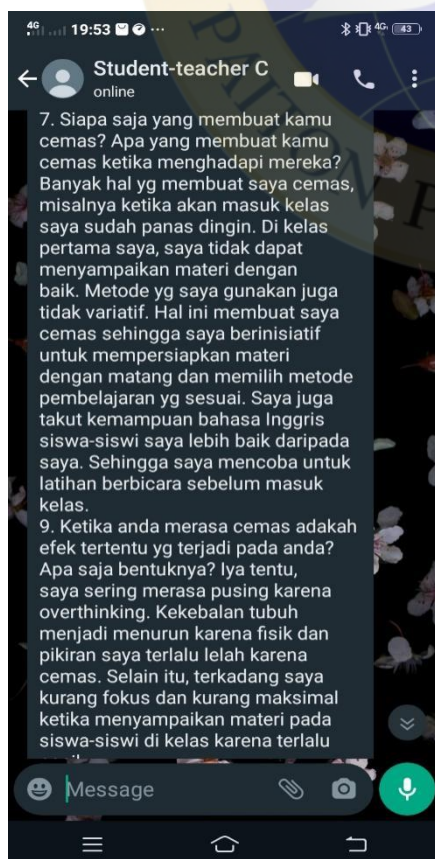 4G 19:53 ...
4G 43
Student-teacher C
online
7. Siapa saja yang membuat kamu
cemas? Apa yang membuat kamu
cemas ketika menghadapi mereka?
Banyak hal yg membuat saya cemas,
misalnya ketika akan masuk kelas
saya sudah panas dingin. Di kelas
pertama saya, saya tidak dapat
menyampaikan materi dengan
baik. Metode yg saya gunakan juga
tidak variatif. Hal ini membuat saya
cemas sehingga saya berinisiatif
untuk mempersiapkan materi
dengan matang dan memilih metode
pembelajaran yg sesuai. Saya juga
takut kemampuan bahasa Inggris
siswa-siswi saya lebih baik daripada
saya. Sehingga saya mencoba untuk
latihan berbicara sebelum masuk
kelas.
9. Ketika anda merasa cemas adakah
efek tertentu yg terjadi pada anda?
Apa saja bentuknya? Iya tentu,
saya sering merasa pusing karena
overthinking. Kekebalan tubuh
menjadi menurun karena fisik dan
pikiran saya terlalu lelah karena
cemas. Selain itu, terkadang saya
kurang fokus dan kurang maksimal
ketika menyampaikan materi pada
siswa-siswi di kelas karena terlalu
Message
PAITON